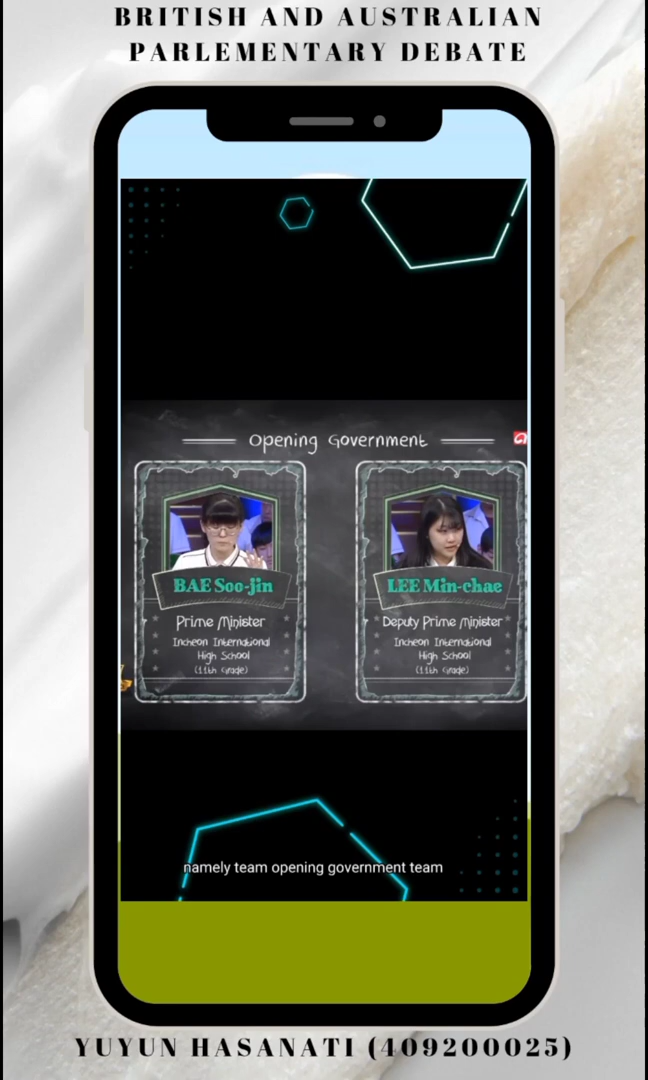 BRITISH AND AUSTRALIAN
PARLEMENTARY DEBATE
Opening Government
BAE Soo-jin
Prime Minister
Incheon International
High School
(11th Grade)
LEE Min-chae
Deputy Prime Minister
Incheon International
High School
(11th Grade)
namely team opening government team
YUYUN HASANATI (409200025)